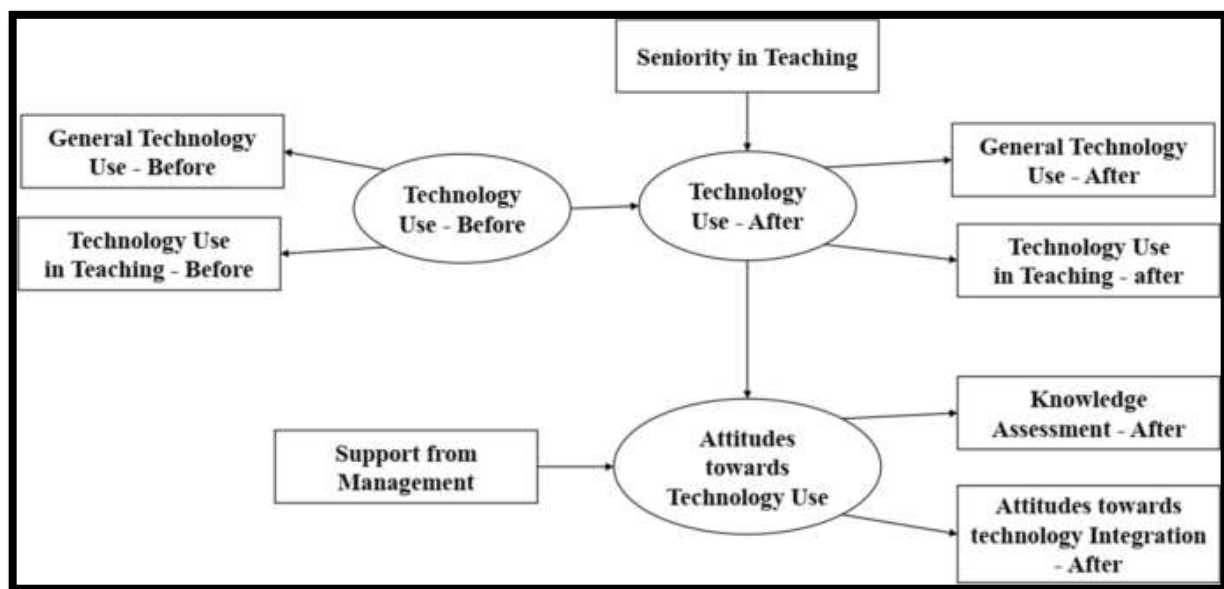 Seniority in Teaching
General Technology
Use - Before
Technology
Use - Before
Technology
Use - After
General Technology
Use - After
Technology Use
in Teaching - Before
Technology Use
in Teaching - after
Support from
Management
Attitudes
towards
Technology Use
Knowledge
Assessment - After
Attitudes towards
technology Integration
- After